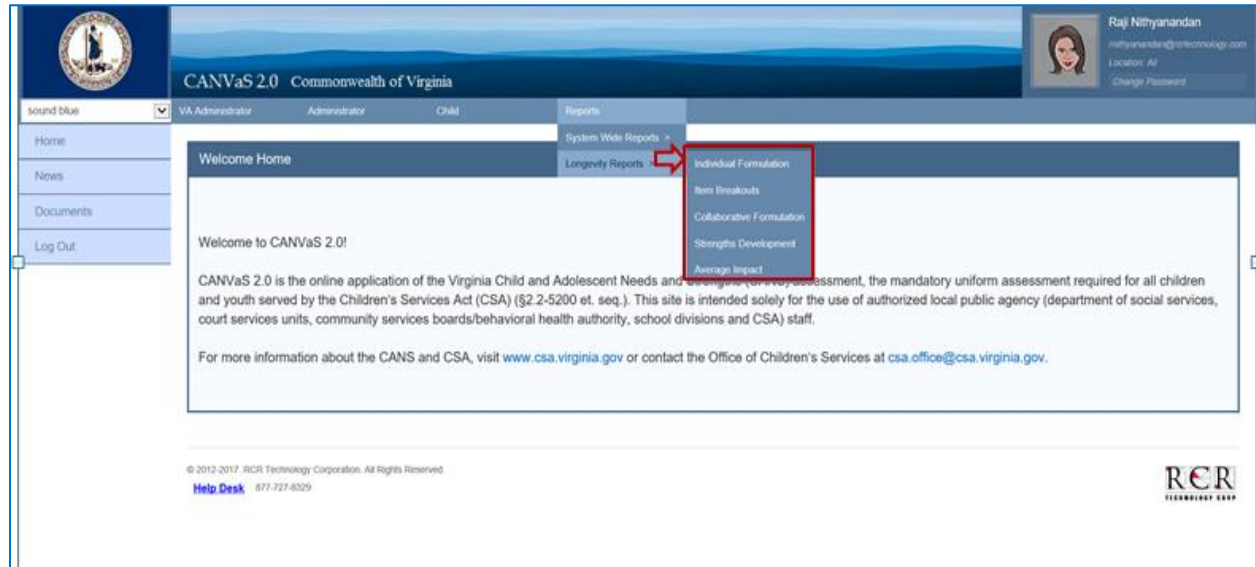 Raji Nithyanandan
Location: All
Change Password
CANVaS 2.0 Commonwealth of Virginia
sound blue
VA Administrator Administrator Child Reports
Home
News
Documents
Log Out
System Wide Reports >
Longevity Reports >
Individual Formulation
Item Breakouts
Collaborative Formulation
Strengths Development
Average Impact
Welcome Home
Welcome to CANVaS 2.0!
CANVaS 2.0 is the online application of the Virginia Child and Adolescent Needs and assessment, the mandatory uniform assessment required for all children
and youth served by the Children's Services Act (CSA) (§2.2-5200 et. seq.). This site is intended solely for the use of authorized local public agency (department of social services,
court services units, community services boards/behavioral health authority, school divisions and CSA) staff.
For more information about the CANS and CSA, visit www.csa.virginia.gov or contact the Office of Children's Services at csa.office@csa.virginia.gov.
© 2012-2017. RCR Technology Corporation. All Rights Reserved.
Help Desk 877-727-8329
RCR
TECHNOLOGY CORP